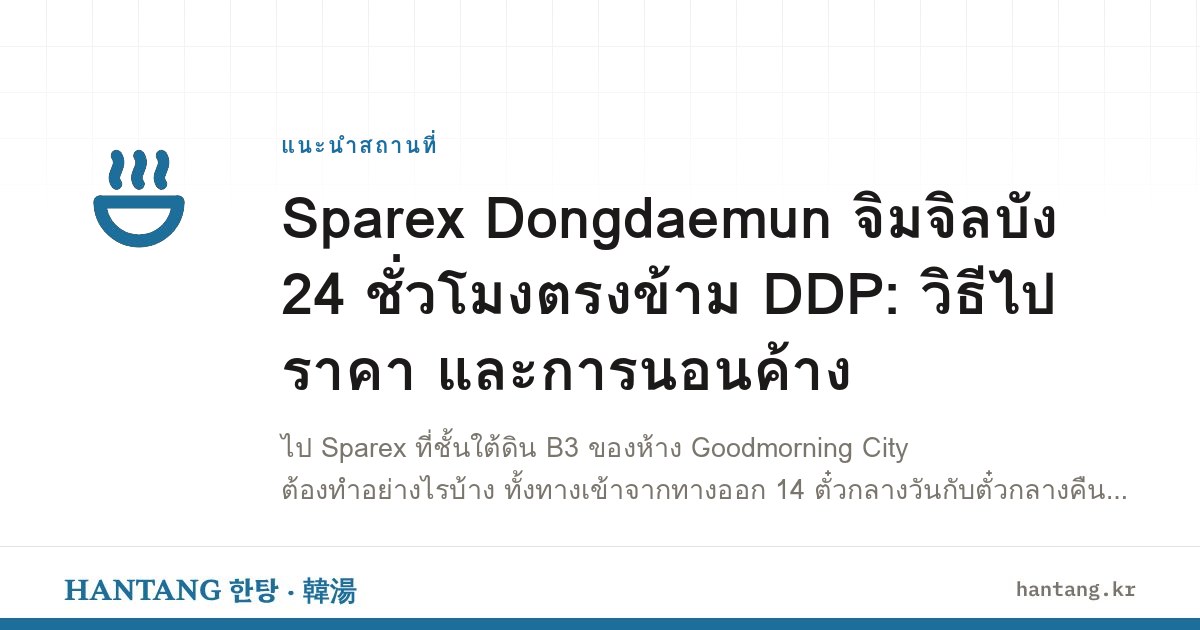 แนะนำสถานที่
Sparex Dongdaemun จิมจิลบัง
24 ชั่วโมงตรงข้าม DDP: วิธีไป
ราคา และการนอนค้าง
ไป Sparex ที่ชั้นใต้ดิน B3 ของห้าง Goodmorning City
ต้องทำอย่างไรบ้าง ทั้งทางเข้าจากทางออก 14 ตั๋วกลางวันกับตั๋วกลางคืน...
HANTANG 한탕 · 韓湯
hantang.kr